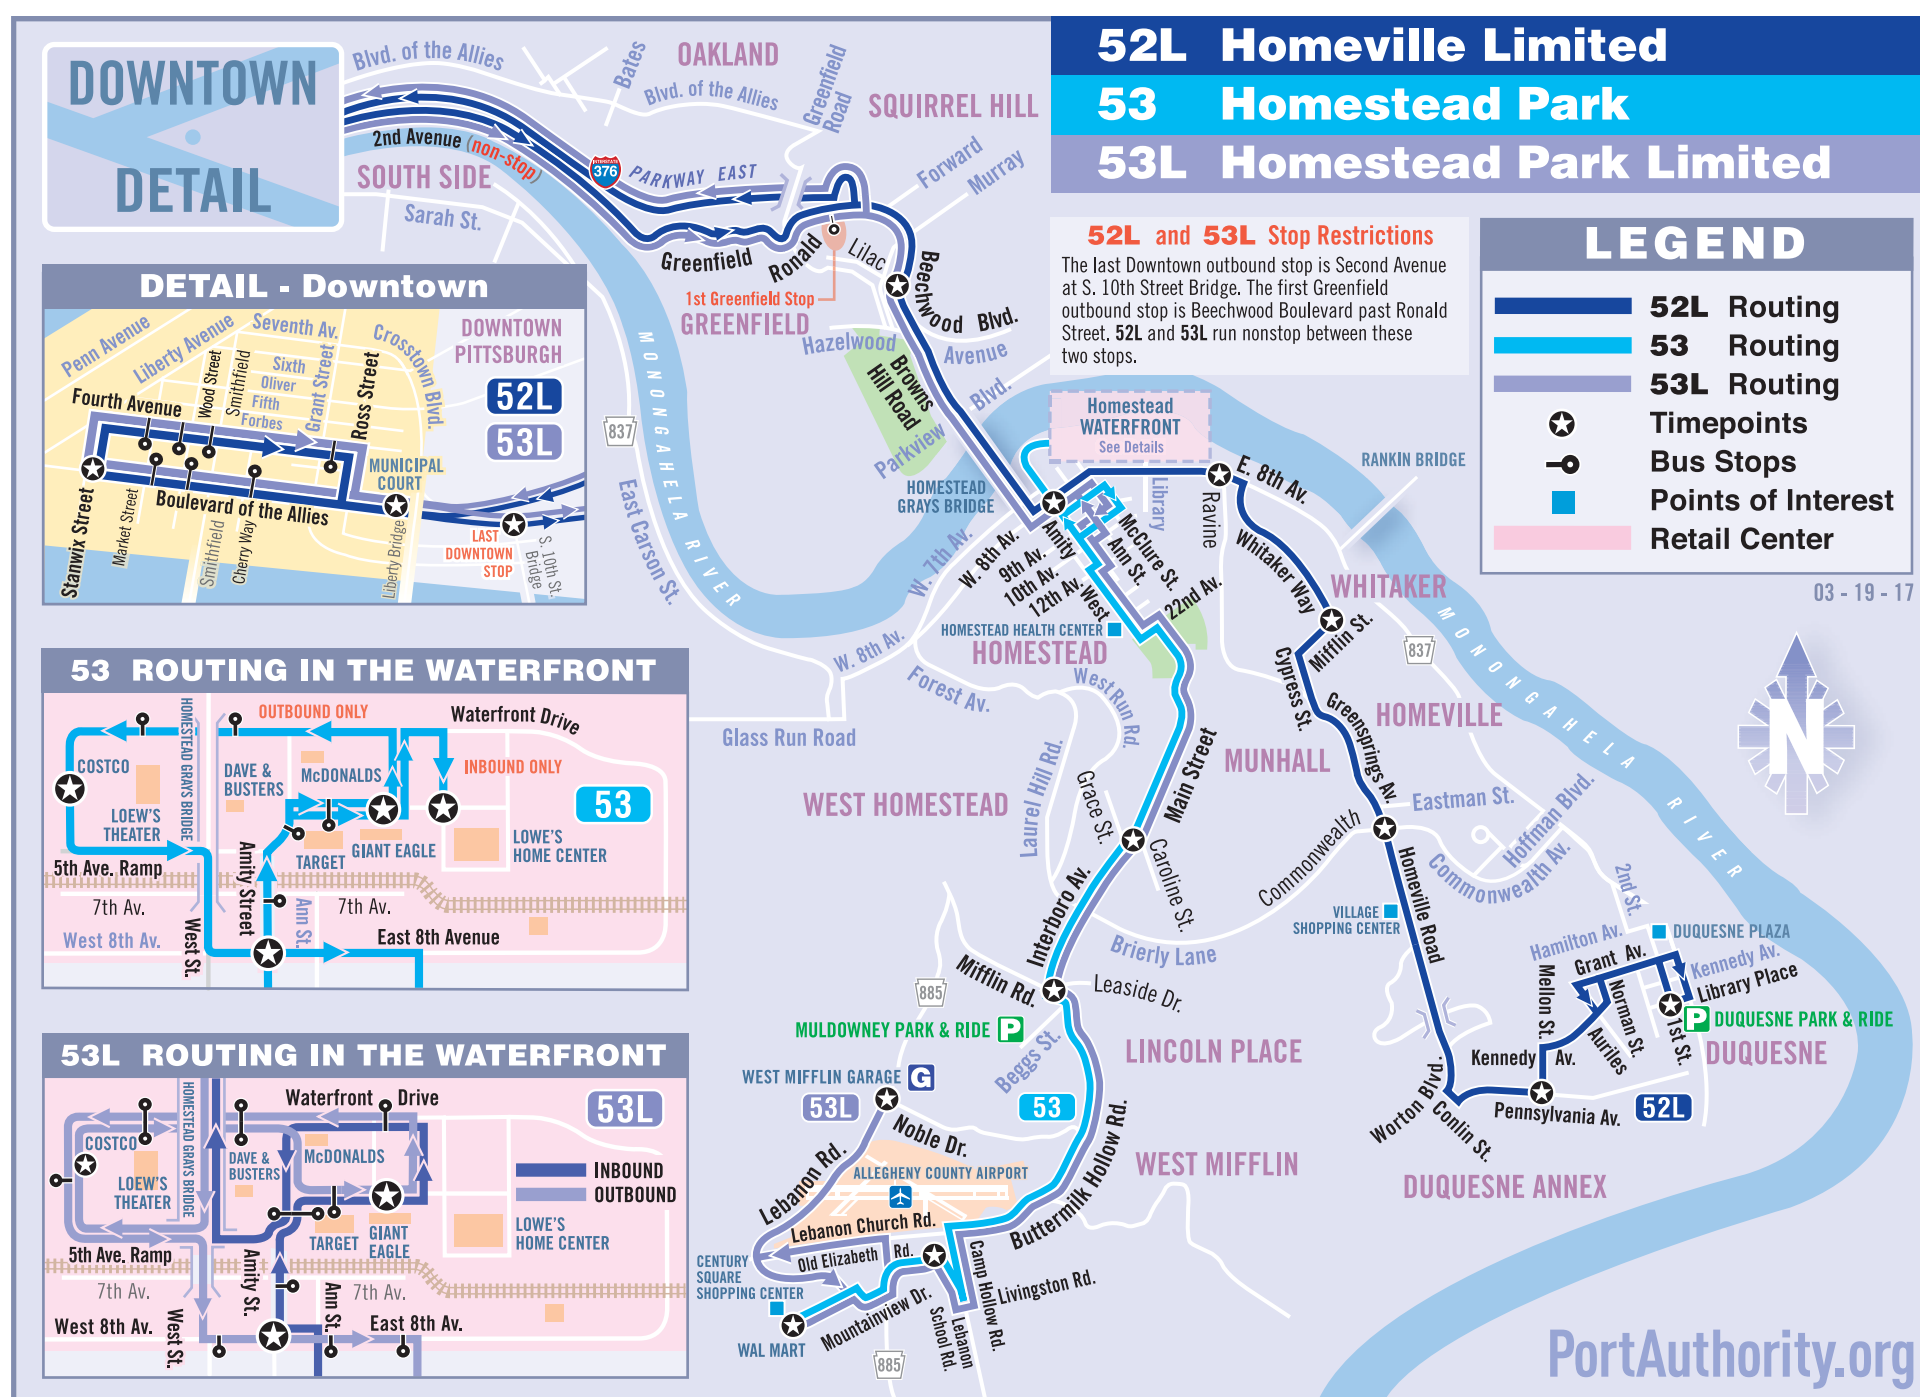 52L Homeville Limited
53 Homestead Park
53L Homestead Park Limited
DOWNTOWN
DETAIL
Blvd. of the Allies
Bates
OAKLAND
Blvd. of the Allies
Greenfield
Road
SQUIRREL HILL
2nd Avenue (non-stop)
SOUTH SIDE
Sarah St.
INTERSTATE
376
PARKWAY EAST
Forward
Murray
Greenfield
Ronald
Lilac
Beechwood Blvd.
1st Greenfield Stop
GREENFIELD
Hazelwood
Avenue
Browns
Hill Road
Blvd.
Parkview
MONONGAHELA RIVER
837
East Carson St.
52L and 53L Stop Restrictions
The last Downtown outbound stop is Second Avenue
at S. 10th Street Bridge. The first Greenfield
outbound stop is Beechwood Boulevard past Ronald
Street. 52L and 53L run nonstop between these
two stops.
LEGEND
52L Routing
53 Routing
53L Routing
Timepoints
Bus Stops
Points of Interest
Retail Center
03 - 19 - 17
N
DETAIL - Downtown
Penn Avenue
Liberty Avenue
Seventh Av.
Smithfield
Wood Street
Sixth
Oliver
Fifth
Forbes
Grant Street
Ross Street
Crosstown Blvd.
DOWNTOWN
PITTSBURGH
52L
53L
Fourth Avenue
MUNICIPAL
COURT
Boulevard of the Allies
Stanwix Street
Market Street
Smithfield
Cherry Way
Liberty Bridge
LAST
DOWNTOWN
STOP
S. 10th St.
Bridge
Homestead
WATERFRONT
See Details
HOMESTEAD
GRAYS BRIDGE
RANKIN BRIDGE
E. 8th Av.
Library
Ravine
Whitaker Way
WHITAKER
Mifflin St.
W. 7th Av.
W. 8th Av.
9th Av.
10th Av.
12th Av.
Amity
West
Ann St.
McClure St.
22nd Av.
HOMESTEAD HEALTH CENTER
HOMESTEAD
W. 8th Av.
Forest Av.
West Run Rd.
Glass Run Road
Laurel Hill Rd.
WEST HOMESTEAD
Grace St.
Main Street
MUNHALL
Cypress St.
Greensprings Av.
HOMEVILLE
837
MONONGAHELA RIVER
Eastman St.
Hoffman Blvd.
Commonwealth
Commonwealth Av.
Caroline St.
Interboro Av.
Brierly Lane
VILLAGE
SHOPPING CENTER
Homeville Road
2nd St.
DUQUESNE PLAZA
Hamilton Av.
Grant Av.
Kennedy Av.
Library Place
P DUQUESNE PARK & RIDE
DUQUESNE
1st St.
Mellon St.
Norman St.
Auriles
Kennedy Av.
Pennsylvania Av.
52L
Worton Blvd.
Conlin St.
DUQUESNE ANNEX
Mifflin Rd.
Leaside Dr.
885
MULDOWNEY PARK & RIDE P
Beggs St.
LINCOLN PLACE
WEST MIFFLIN GARAGE G
53L
53
Noble Dr.
Lebanon Rd.
ALLEGHENY COUNTY AIRPORT
Buttermilk Hollow Rd.
WEST MIFFLIN
Lebanon Church Rd.
Old Elizabeth Rd.
CENTURY
SQUARE
SHOPPING CENTER
WAL MART
Mountainview Dr.
Camp Hollow Rd.
Livingston Rd.
Lebanon
School Rd.
885
53 ROUTING IN THE WATERFRONT
OUTBOUND ONLY
Waterfront Drive
HOMESTEAD GRAYS BRIDGE
COSTCO
DAVE &
BUSTERS
McDONALDS
INBOUND ONLY
53
LOEW'S
THEATER
TARGET
GIANT EAGLE
LOWE'S
HOME CENTER
5th Ave. Ramp
Amity Street
7th Av.
Ann St.
7th Av.
West 8th Av.
West St.
East 8th Avenue
53L ROUTING IN THE WATERFRONT
Waterfront Drive
53L
HOMESTEAD GRAYS BRIDGE
COSTCO
DAVE &
BUSTERS
McDONALDS
INBOUND
OUTBOUND
LOEW'S
THEATER
TARGET
GIANT
EAGLE
LOWE'S
HOME CENTER
5th Ave. Ramp
Amity St.
7th Av.
Ann St.
7th Av.
West 8th Av.
West St.
East 8th Av.
PortAuthority.org